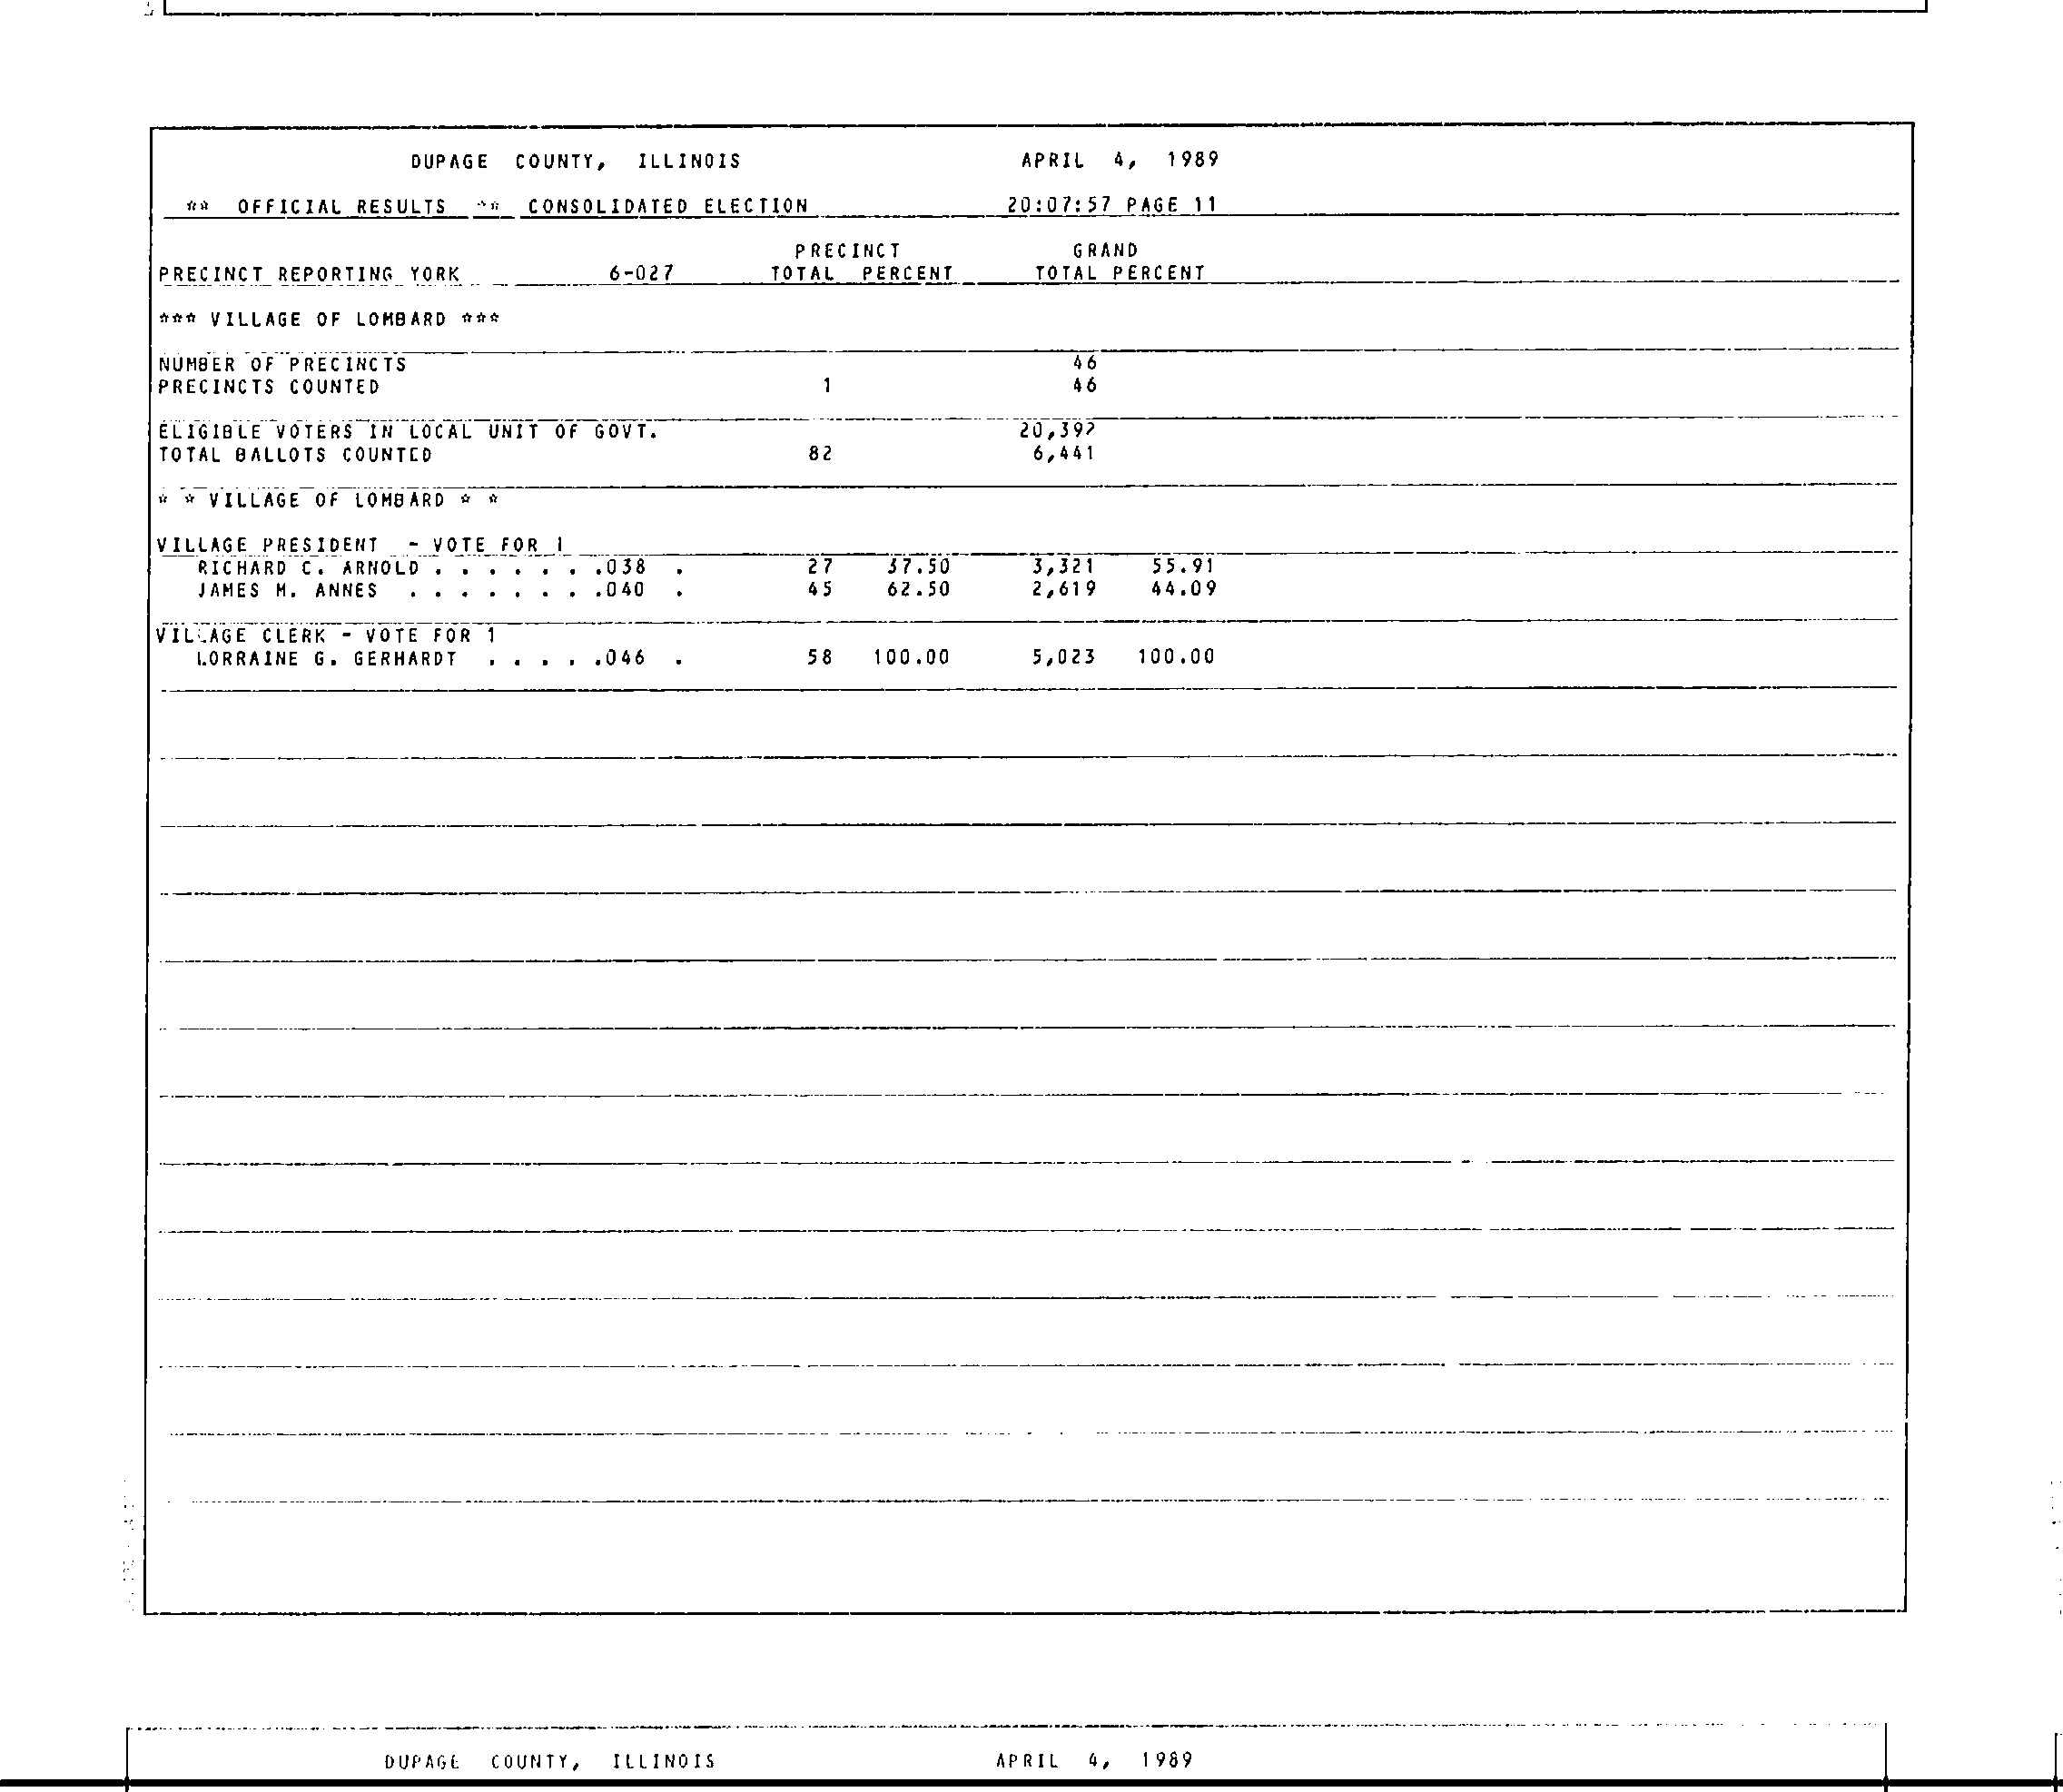 DUPAGE COUNTY, ILLINOIS APRIL 4, 1989
** OFFICIAL RESULTS ** CONSOLIDATED ELECTION 20:07:57 PAGE 11
PRECINCT GRAND
PRECINCT REPORTING YORK 6-027 TOTAL PERCENT TOTAL PERCENT
*** VILLAGE OF LOMBARD ***
NUMBER OF PRECINCTS 46
PRECINCTS COUNTED 1 46
ELIGIBLE VOTERS IN LOCAL UNIT OF GOVT. 20,392
TOTAL BALLOTS COUNTED 82 6,441
* * VILLAGE OF LOMBARD * *
VILLAGE PRESIDENT - VOTE FOR 1
RICHARD C. ARNOLD . . . . . . .038 . 27 37.50 3,321 55.91
JAMES M. ANNES . . . . . . . .040 . 45 62.50 2,619 44.09
VILLAGE CLERK - VOTE FOR 1
LORRAINE G. GERHARDT . . . . .046 . 58 100.00 5,023 100.00
DUPAGE COUNTY, ILLINOIS APRIL 4, 1989